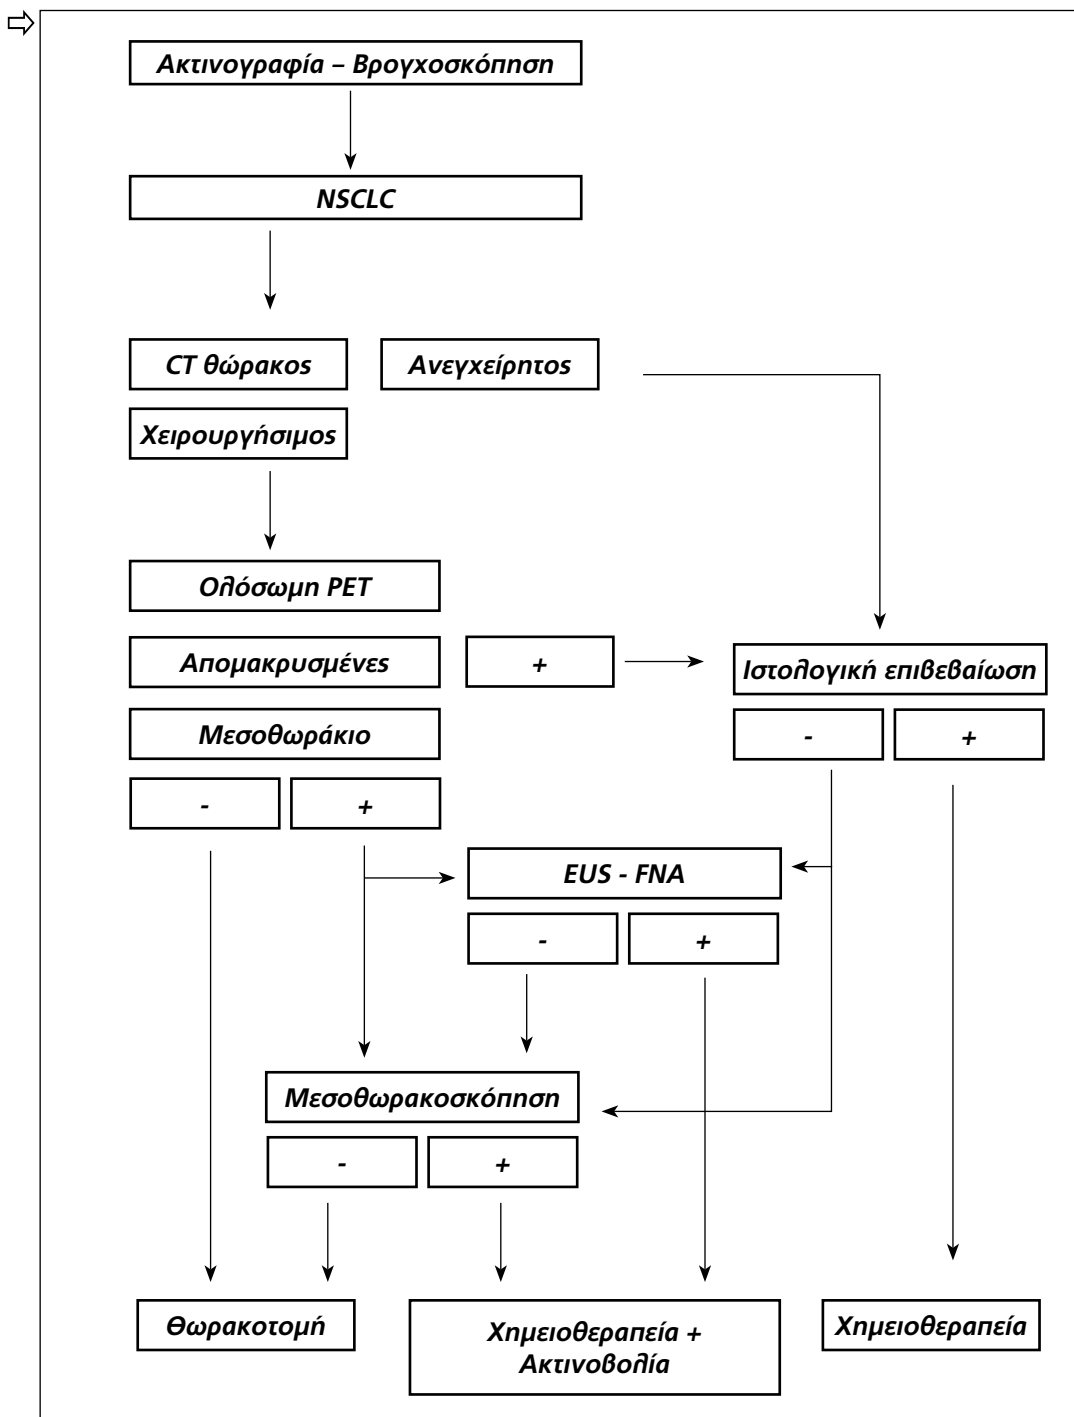 Ακτινογραφία – Βρογχοσκόπηση
NSCLC
CT θώρακος
Ανεγχείρητος
Χειρουργήσιμος
Ολόσωμη PET
Απομακρυσμένες
+
Ιστολογική επιβεβαίωση
Μεσοθωράκιο
-
+
-
+
EUS - FNA
-
+
Μεσοθωρακοσκόπηση
-
+
Θωρακοτομή
Χημειοθεραπεία +
Ακτινοβολία
Χημειοθεραπεία